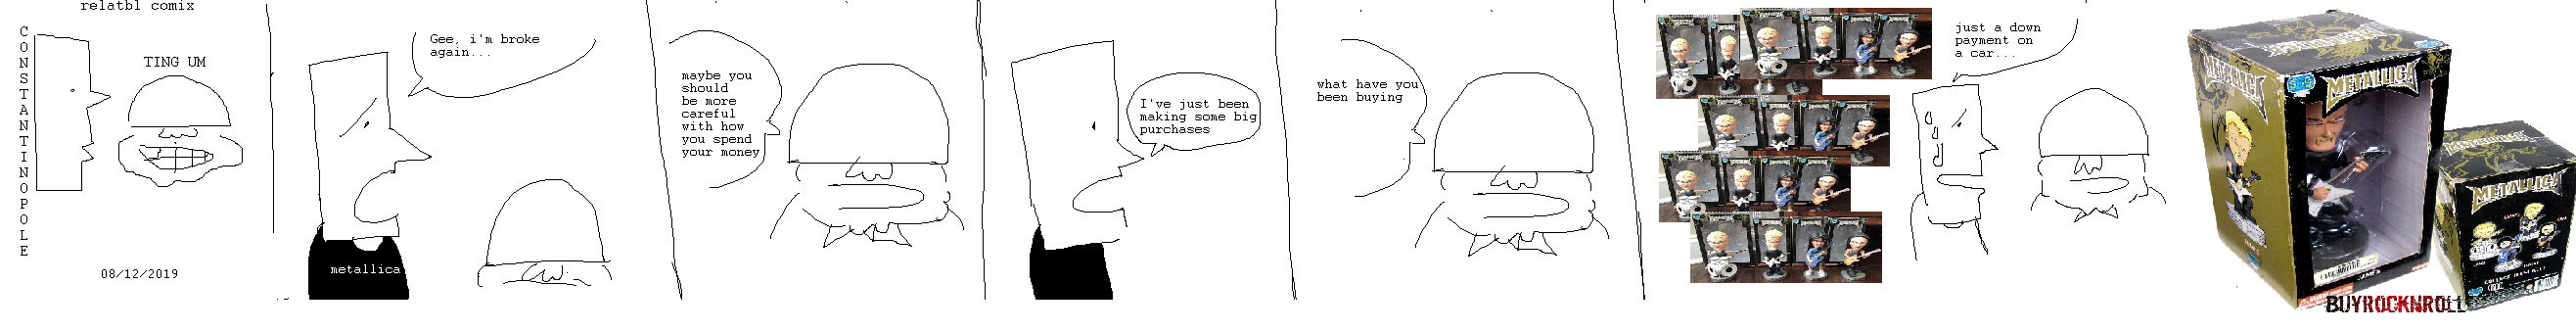 relatbl comix
CONSTANTINOPOLE
TING UM
08/12/2019
Gee, i'm broke
again...
metallica
maybe you
should
be more
careful
with how
you spend
your money
I've just been
making some big
purchases
what have you
been buying
just a down
payment on
a car...
METALLICA
METALLICA
METALLICA
BUYROCKNROLL